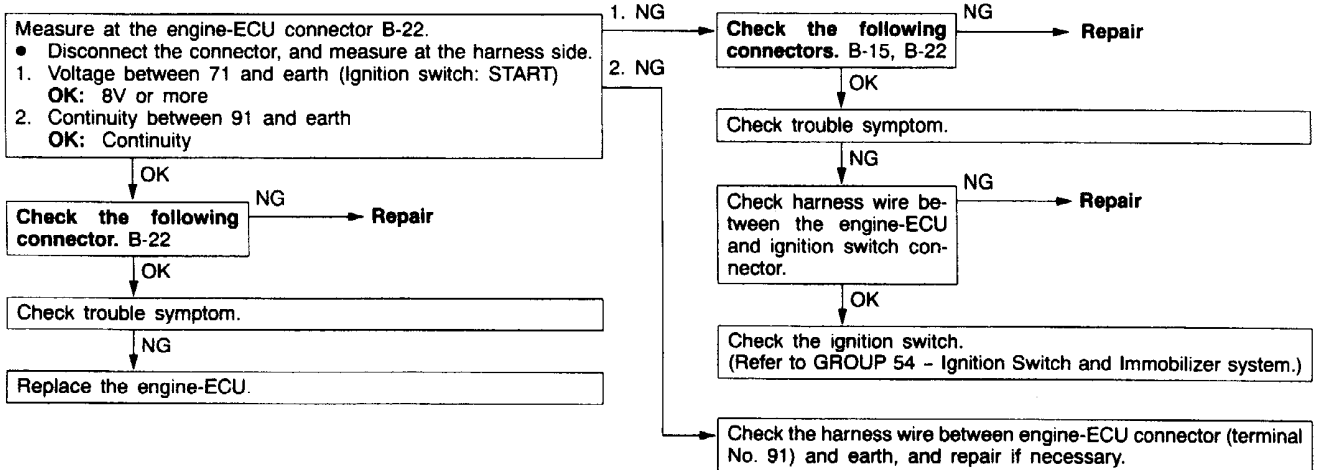 Measure at the engine-ECU connector B-22.
● Disconnect the connector, and measure at the harness side.
1. Voltage between 71 and earth (Ignition switch: START)
OK: 8V or more
2. Continuity between 91 and earth
OK: Continuity
OK
Check the following
connector. B-22
NG
Repair
OK
Check trouble symptom.
NG
Replace the engine-ECU.
1. NG
2. NG
Check the following
connectors. B-15, B-22
NG
Repair
OK
Check trouble symptom.
NG
Check harness wire be-
tween the engine-ECU
and ignition switch con-
nector.
NG
Repair
OK
Check the ignition switch.
(Refer to GROUP 54 – Ignition Switch and Immobilizer system.)
Check the harness wire between engine-ECU connector (terminal
No. 91) and earth, and repair if necessary.